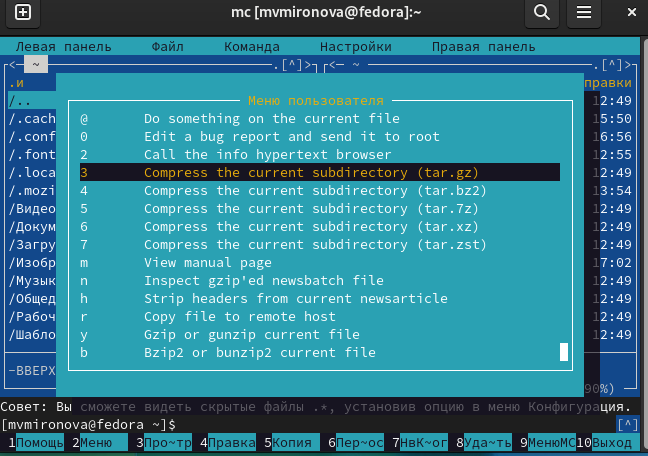 mc [mvmironova@fedora]:~
Левая панель Файл Команда Настройки Правая панель
<— ~ .[^]> <— ~ .[^]>
.и правки
/.. 12:49
/.cach 15:50
/.conf 16:56
/.font 12:55
/.loca 12:49
/.mozi 13:54
/Видео 12:49
/Докум 12:49
/Загру 12:49
/Изобр 17:02
/Музык 12:49
/Общед 12:49
/Рабоч 12:49
/Шабло 12:49
-ВВЕРХ
90%)
Меню пользователя
@ Do something on the current file
0 Edit a bug report and send it to root
2 Call the info hypertext browser
3 Compress the current subdirectory (tar.gz)
4 Compress the current subdirectory (tar.bz2)
5 Compress the current subdirectory (tar.7z)
6 Compress the current subdirectory (tar.xz)
7 Compress the current subdirectory (tar.zst)
m View manual page
n Inspect gzip'ed newsbatch file
h Strip headers from current newsarticle
r Copy file to remote host
y Gzip or gunzip current file
b Bzip2 or bunzip2 current file
Совет: Вы сможете видеть скрытые файлы .*, установив опцию в меню Конфигурация.
[mvmironova@fedora ~]$ [^]
1Помощь 2Меню 3Про~тр 4Правка 5Копия 6Пер~ос 7НвК~ог 8Уда~ть 9МенюМС 10Выход